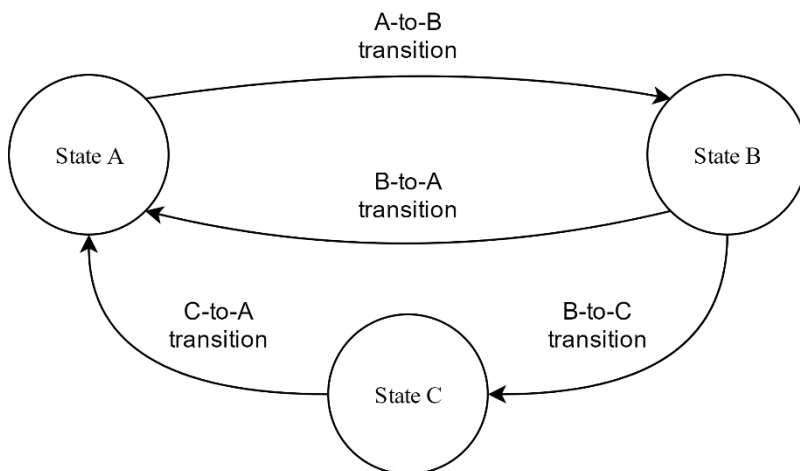 A-to-B
transition
State A
State B
B-to-A
transition
C-to-A
transition
B-to-C
transition
State C